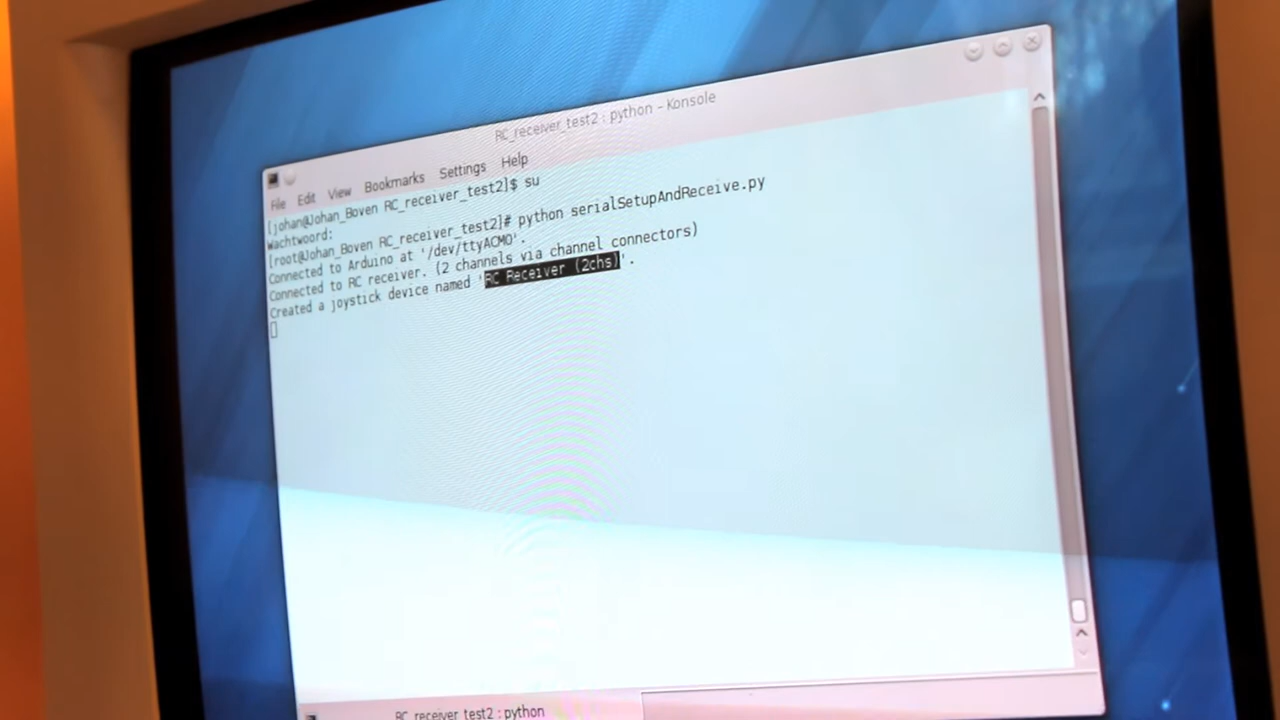 RC_receiver_test2 : python – Konsole
File Edit View Bookmarks Settings Help
[johan@Johan_Boven RC_receiver_test2]$ su
Wachtwoord:
[root@Johan_Boven RC_receiver_test2]# python serialSetupAndReceive.py
Connected to Arduino at '/dev/ttyACM0'.
Connected to RC receiver. (2 channels via channel connectors)
Created a joystick device named 'RC Receiver (2chs)'.
RC_receiver_test2 : python